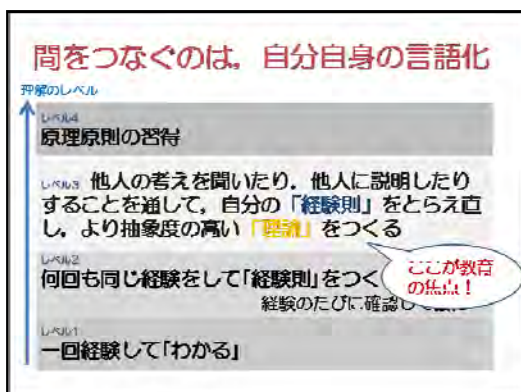 間をつなぐのは，自分自身の言語化
理解のレベル
レベル4
原理原則の習得
レベル3 他人の考えを聞いたり，他人に説明したり
することを通して，自分の「経験則」をとらえ直
し，より抽象度の高い「理論」をつくる
レベル2
何回も同じ経験をして「経験則」をつく
ここが教育
の焦点！
経験のたびに確認して
レベル1
一回経験して「わかる」